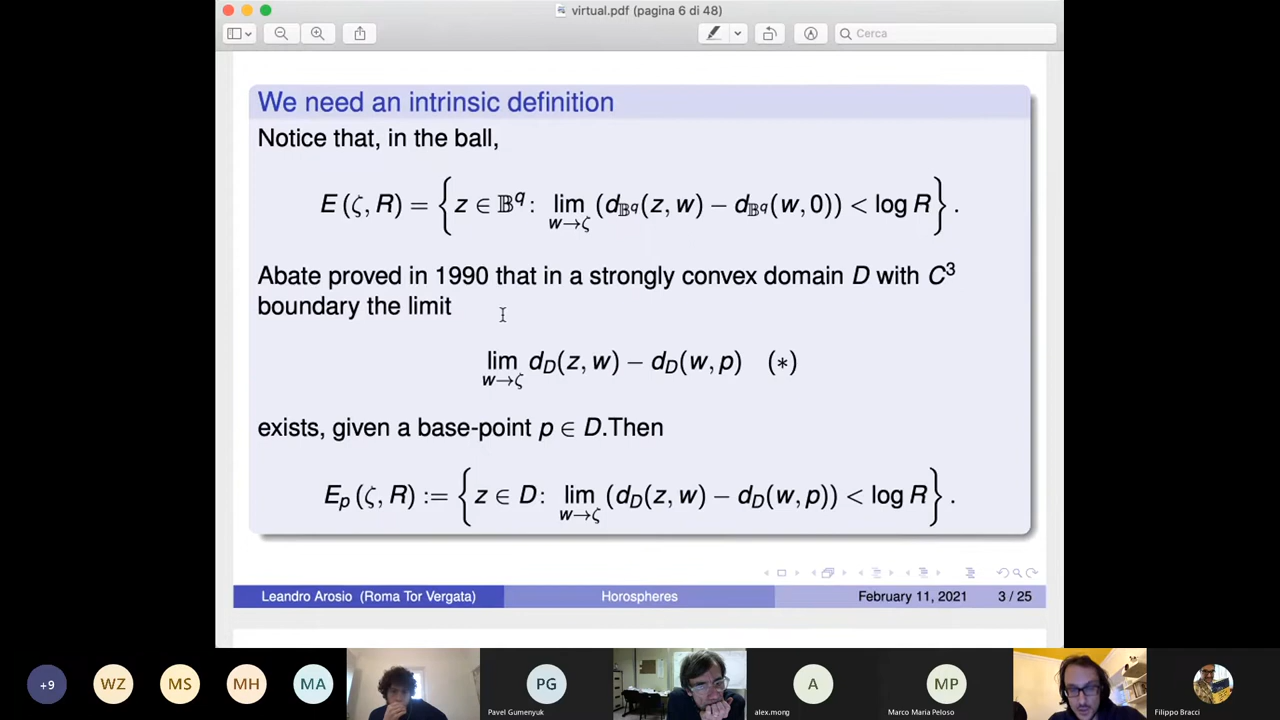 virtual.pdf (pagina 6 di 48)
Cerca
We need an intrinsic definition
Notice that, in the ball,
E (ζ, R) = { z ∈ 𝔹^q : lim_{w→ζ} (d_{𝔹^q}(z, w) − d_{𝔹^q}(w, 0)) < log R } .
Abate proved in 1990 that in a strongly convex domain D with C³
boundary the limit
lim_{w→ζ} d_D(z, w) − d_D(w, p) (∗)
exists, given a base-point p ∈ D.Then
E_p (ζ, R) := { z ∈ D : lim_{w→ζ} (d_D(z, w) − d_D(w, p)) < log R } .
Leandro Arosio (Roma Tor Vergata) Horospheres February 11, 2021 3 / 25
+9 WZ MS MH MA PG A MP
Pavel Gumenyuk alex.mong Marco Maria Peloso Filippo Bracci